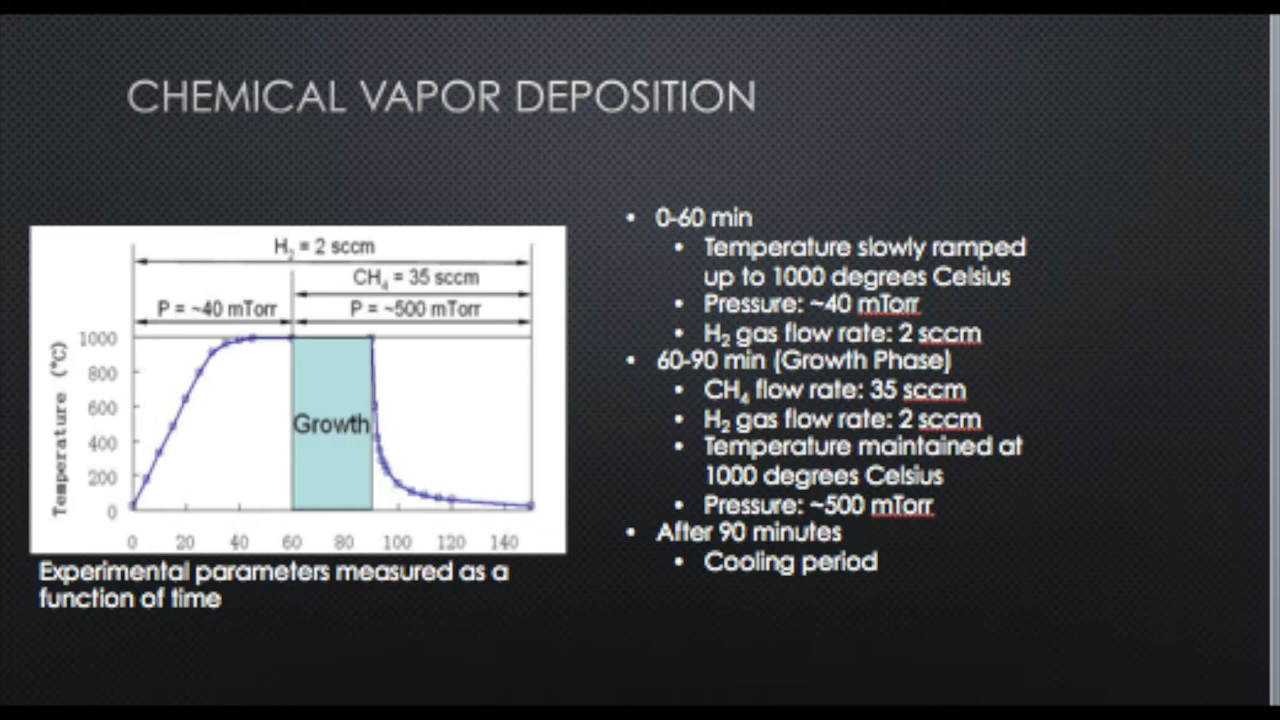 CHEMICAL VAPOR DEPOSITION
H₂ = 2 sccm
CH₄ = 35 sccm
P = ~40 mTorr
P = ~500 mTorr
Temperature (°C)
1000
800
600
400
200
0
Growth
0 20 40 60 80 100 120 140
Experimental parameters measured as a
function of time
• 0-60 min
• Temperature slowly ramped
up to 1000 degrees Celsius
• Pressure: ~40 mTorr
• H₂ gas flow rate: 2 sccm
• 60-90 min (Growth Phase)
• CH₄ flow rate: 35 sccm
• H₂ gas flow rate: 2 sccm
• Temperature maintained at
1000 degrees Celsius
• Pressure: ~500 mTorr
• After 90 minutes
• Cooling period